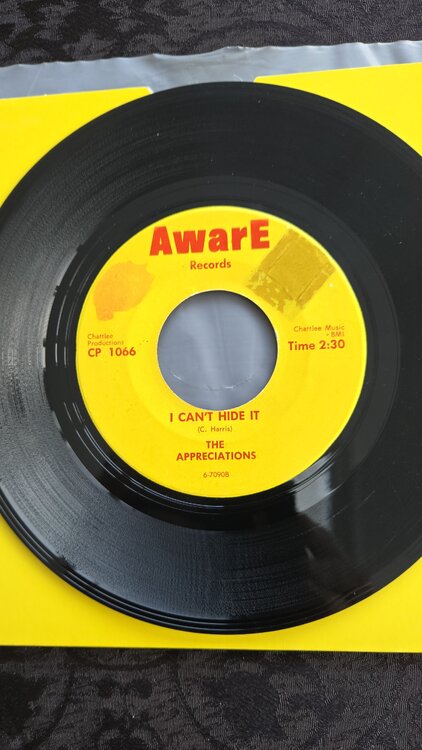 AwarE
Records
Chattlee
Productions
CP 1066
Chattlee Music
- BMI
Time 2:30
I CAN'T HIDE IT
(C. Harris)
THE
APPRECIATIONS
6-7090B